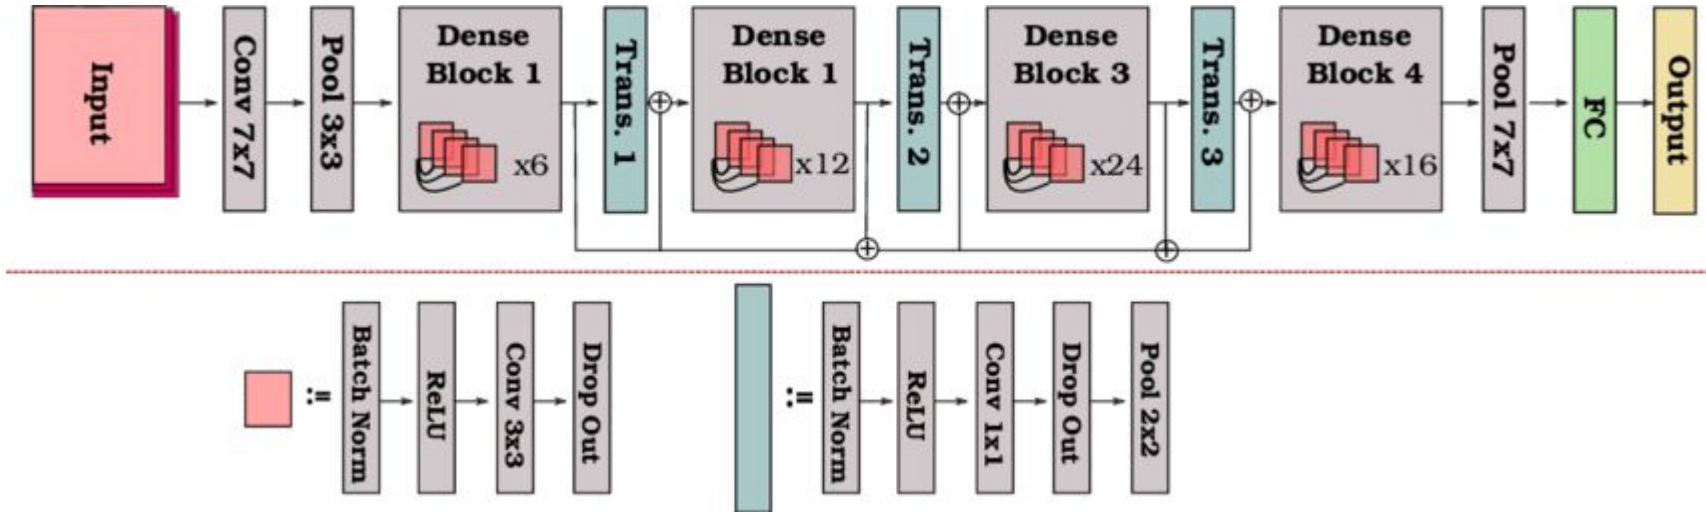 Input
Conv 7x7
Pool 3x3
Dense
Block 1
x6
Trans. 1
Dense
Block 1
x12
Trans. 2
Dense
Block 3
x24
Trans. 3
Dense
Block 4
x16
Pool 7x7
FC
Output
::=
Batch Norm
ReLU
Conv 3x3
Drop Out
::=
Batch Norm
ReLU
Conv 1x1
Drop Out
Pool 2x2